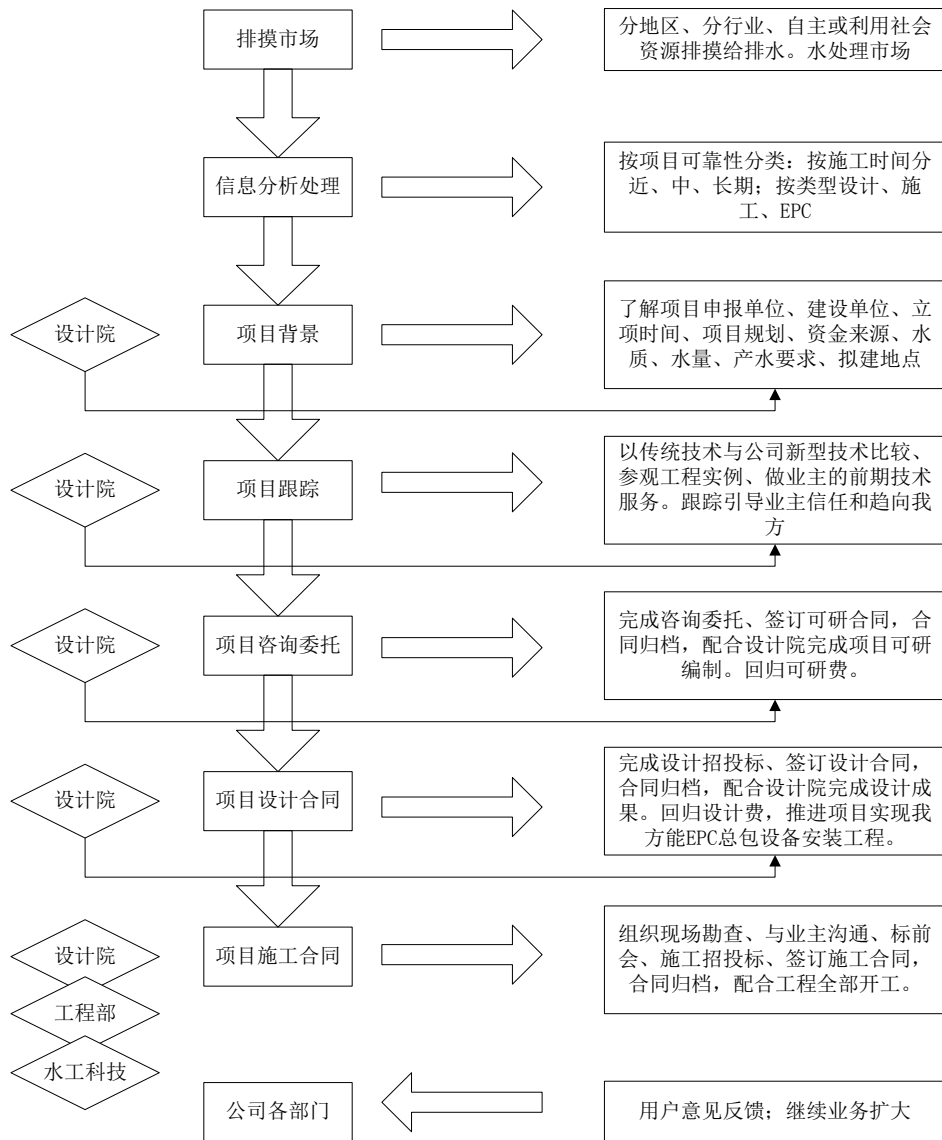 排摸市场
分地区、分行业、自主或利用社会
资源排摸给排水。水处理市场
信息分析处理
按项目可靠性分类：按施工时间分
近、中、长期；按类型设计、施
工、EPC
设计院
项目背景
了解项目申报单位、建设单位、立
项时间、项目规划、资金来源、水
质、水量、产水要求、拟建地点
设计院
项目跟踪
以传统技术与公司新型技术比较、
参观工程实例、做业主的前期技术
服务。跟踪引导业主信任和趋向我
方
设计院
项目咨询委托
完成咨询委托、签订可研合同，合
同归档，配合设计院完成项目可研
编制。回归可研费。
设计院
项目设计合同
完成设计招投标、签订设计合同，
合同归档，配合设计院完成设计成
果。回归设计费，推进项目实现我
方能EPC总包设备安装工程。
设计院
项目施工合同
组织现场勘查、与业主沟通、标前
会、施工招投标、签订施工合同，
合同归档，配合工程全部开工。
工程部
水工科技
公司各部门
用户意见反馈；继续业务扩大